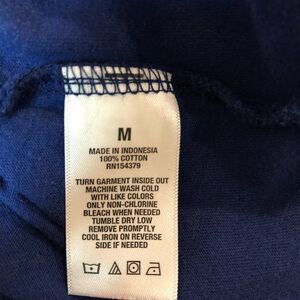 M
MADE IN INDONESIA
100% COTTON
RN154379
TURN GARMENT INSIDE OUT
MACHINE WASH COLD
WITH LIKE COLORS
ONLY NON-CHLORINE
BLEACH WHEN NEEDED
TUMBLE DRY LOW
REMOVE PROMPTLY
COOL IRON ON REVERSE
SIDE IF NEEDED